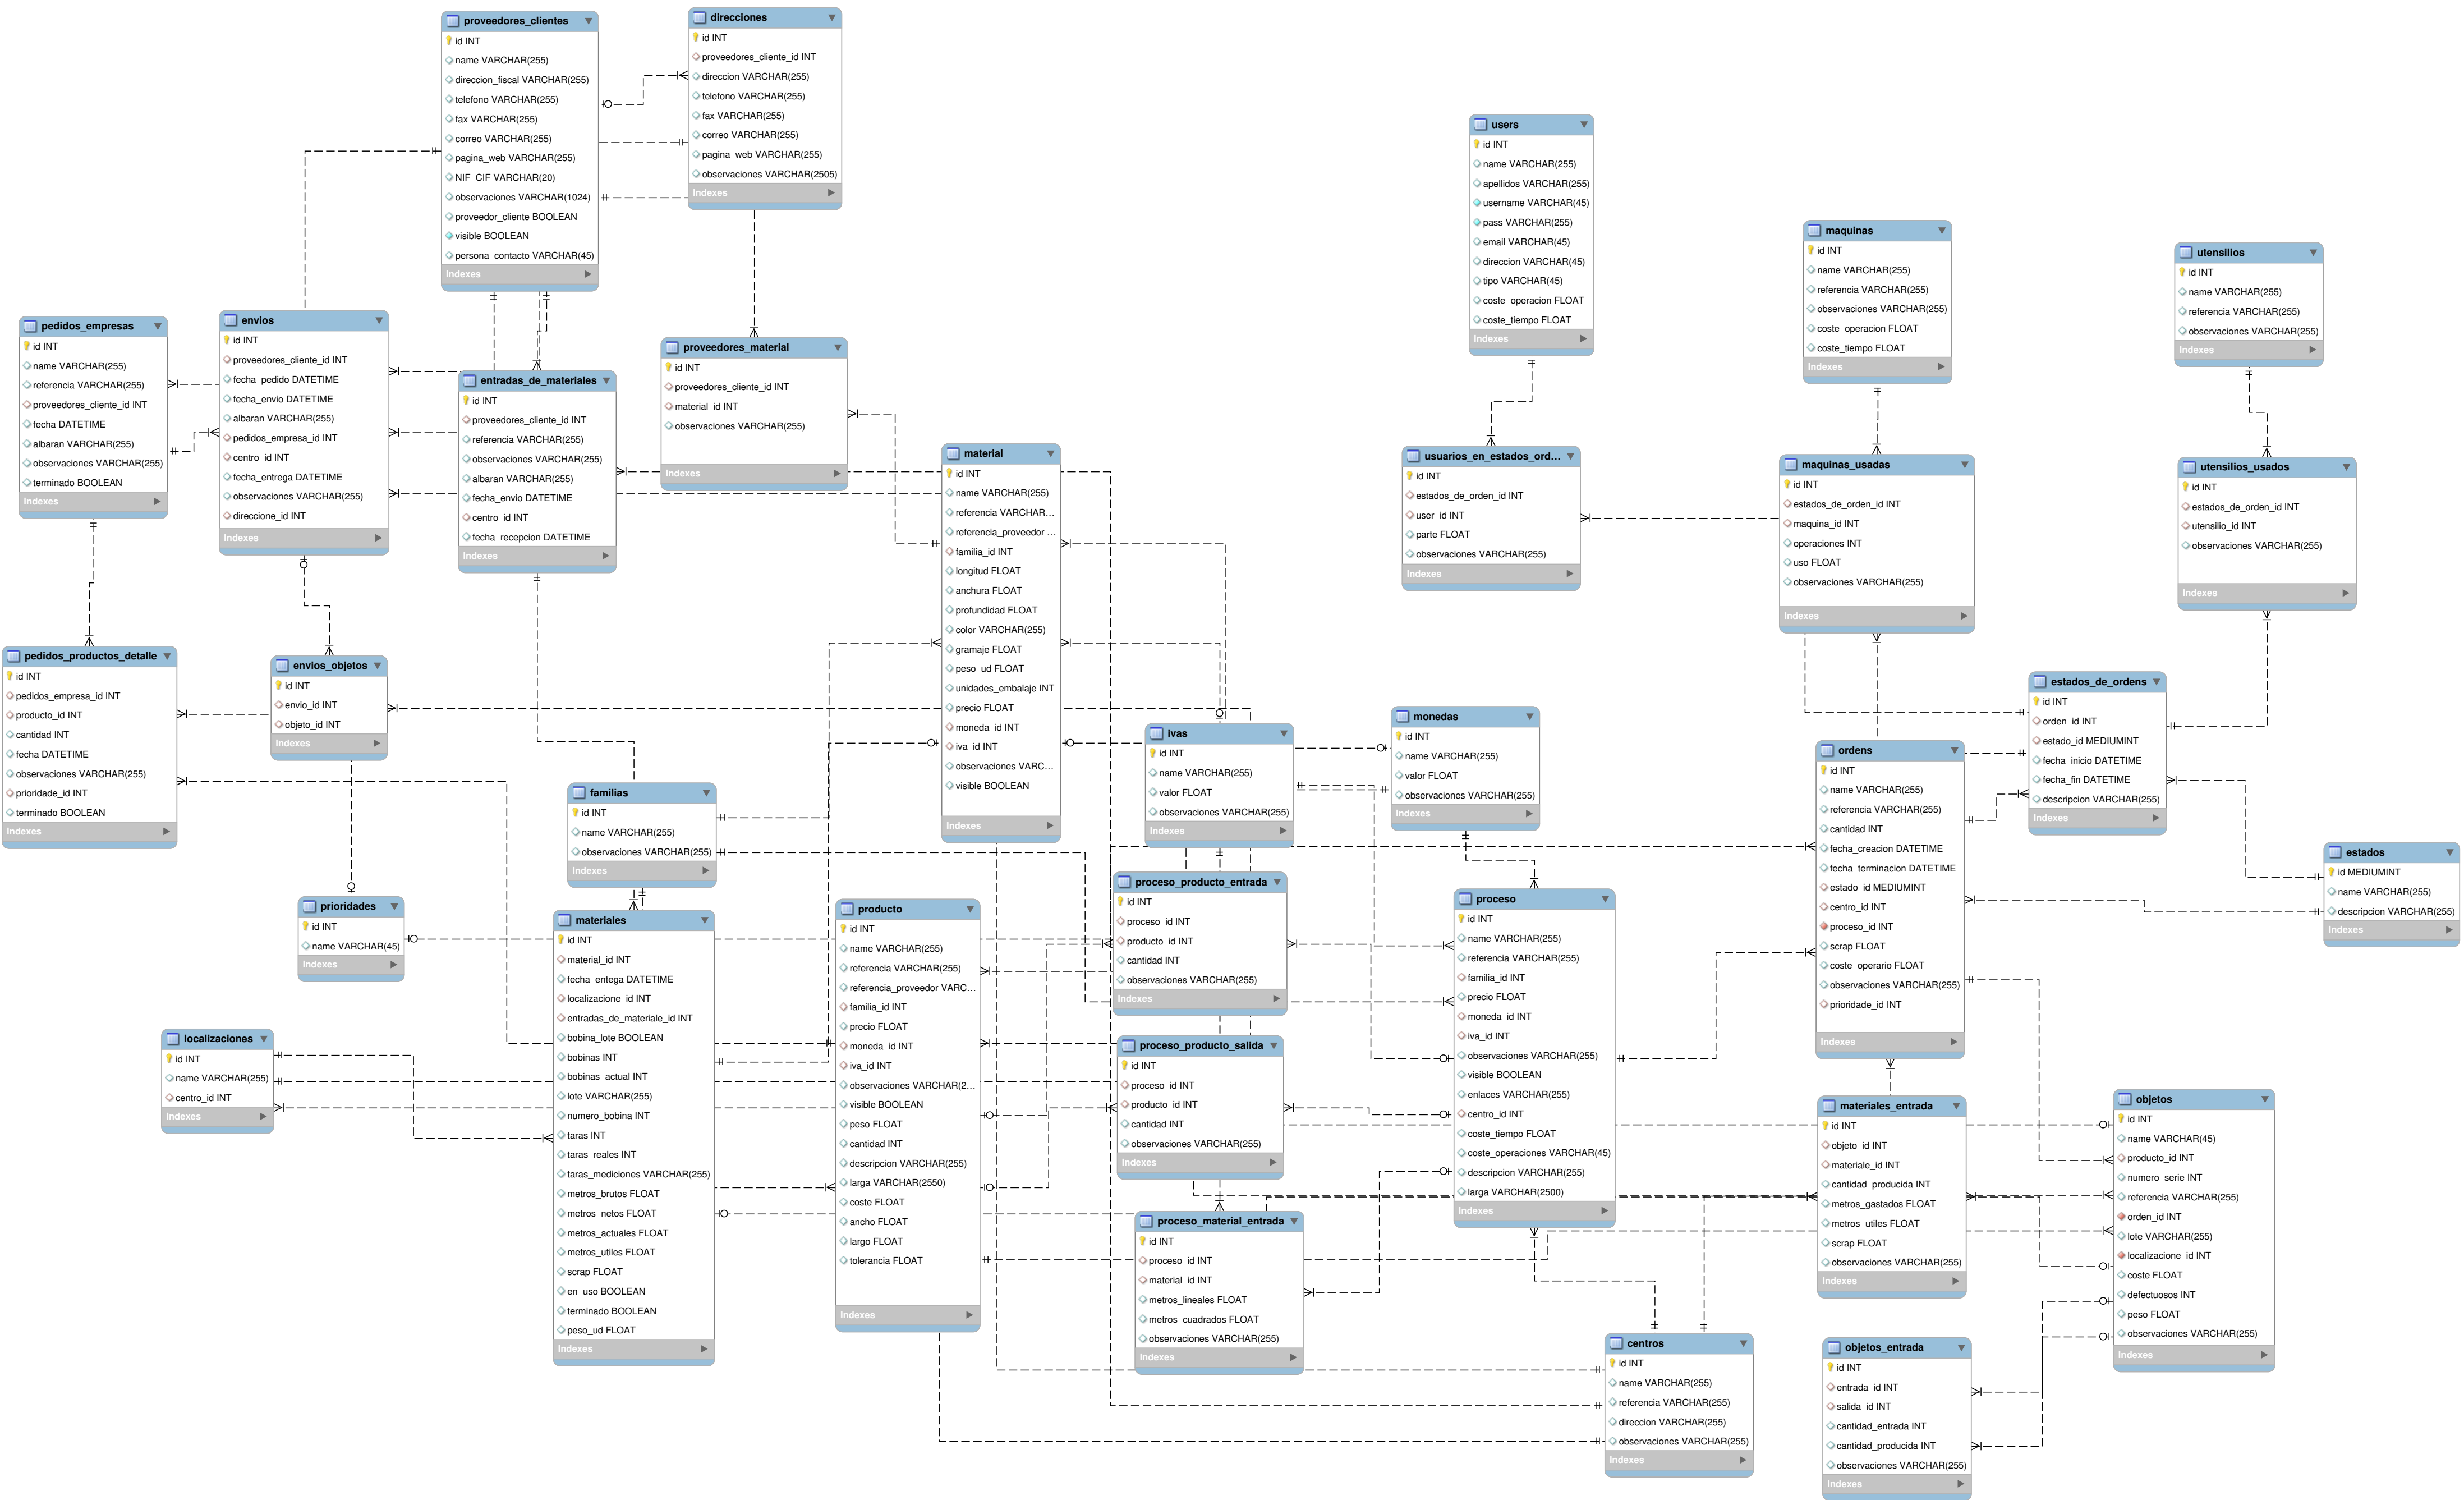 proveedores_clientes
id INT
name VARCHAR(255)
direccion_fiscal VARCHAR(255)
telefono VARCHAR(255)
fax VARCHAR(255)
correo VARCHAR(255)
pagina_web VARCHAR(255)
NIF_CIF VARCHAR(20)
observaciones VARCHAR(1024)
proveedor_cliente BOOLEAN
visible BOOLEAN
persona_contacto VARCHAR(45)
Indexes
direcciones
id INT
proveedores_cliente_id INT
direccion VARCHAR(255)
telefono VARCHAR(255)
fax VARCHAR(255)
correo VARCHAR(255)
pagina_web VARCHAR(255)
observaciones VARCHAR(2505)
Indexes
users
id INT
name VARCHAR(255)
apellidos VARCHAR(255)
username VARCHAR(45)
pass VARCHAR(255)
email VARCHAR(45)
direccion VARCHAR(45)
tipo VARCHAR(45)
coste_operacion FLOAT
coste_tiempo FLOAT
Indexes
maquinas
id INT
name VARCHAR(255)
referencia VARCHAR(255)
observaciones VARCHAR(255)
coste_operacion FLOAT
coste_tiempo FLOAT
Indexes
utensilios
id INT
name VARCHAR(255)
referencia VARCHAR(255)
observaciones VARCHAR(255)
Indexes
pedidos_empresas
id INT
name VARCHAR(255)
referencia VARCHAR(255)
proveedores_cliente_id INT
fecha DATETIME
albaran VARCHAR(255)
observaciones VARCHAR(255)
terminado BOOLEAN
Indexes
envios
id INT
proveedores_cliente_id INT
fecha_pedido DATETIME
fecha_envio DATETIME
albaran VARCHAR(255)
pedidos_empresa_id INT
centro_id INT
fecha_entrega DATETIME
observaciones VARCHAR(255)
direccione_id INT
Indexes
entradas_de_materiales
id INT
proveedores_cliente_id INT
referencia VARCHAR(255)
observaciones VARCHAR(255)
albaran VARCHAR(255)
fecha_envio DATETIME
centro_id INT
fecha_recepcion DATETIME
Indexes
proveedores_material
id INT
proveedores_cliente_id INT
material_id INT
observaciones VARCHAR(255)
Indexes
material
id INT
name VARCHAR(255)
referencia VARCHAR...
referencia_proveedor ...
familia_id INT
longitud FLOAT
anchura FLOAT
profundidad FLOAT
color VARCHAR(255)
gramaje FLOAT
peso_ud FLOAT
unidades_embalaje INT
precio FLOAT
moneda_id INT
iva_id INT
observaciones VARC...
visible BOOLEAN
Indexes
usuarios_en_estados_ord...
id INT
estados_de_orden_id INT
user_id INT
parte FLOAT
observaciones VARCHAR(255)
Indexes
maquinas_usadas
id INT
estados_de_orden_id INT
maquina_id INT
operaciones INT
uso FLOAT
observaciones VARCHAR(255)
Indexes
utensilios_usados
id INT
estados_de_orden_id INT
utensilio_id INT
observaciones VARCHAR(255)
Indexes
pedidos_productos_detalle
id INT
pedidos_empresa_id INT
producto_id INT
cantidad INT
fecha DATETIME
observaciones VARCHAR(255)
prioridade_id INT
terminado BOOLEAN
Indexes
envios_objetos
id INT
envio_id INT
objeto_id INT
Indexes
estados_de_ordens
id INT
orden_id INT
estado_id MEDIUMINT
fecha_inicio DATETIME
fecha_fin DATETIME
descripcion VARCHAR(255)
Indexes
ivas
id INT
name VARCHAR(255)
valor FLOAT
observaciones VARCHAR(255)
Indexes
monedas
id INT
name VARCHAR(255)
valor FLOAT
observaciones VARCHAR(255)
Indexes
ordens
id INT
name VARCHAR(255)
referencia VARCHAR(255)
cantidad INT
fecha_creacion DATETIME
fecha_terminacion DATETIME
estado_id MEDIUMINT
centro_id INT
proceso_id INT
scrap FLOAT
coste_operario FLOAT
observaciones VARCHAR(255)
prioridade_id INT
Indexes
familias
id INT
name VARCHAR(255)
observaciones VARCHAR(255)
Indexes
estados
id MEDIUMINT
name VARCHAR(255)
descripcion VARCHAR(255)
Indexes
prioridades
id INT
name VARCHAR(45)
Indexes
materiales
id INT
material_id INT
fecha_entega DATETIME
localizacione_id INT
entradas_de_materiale_id INT
bobina_lote BOOLEAN
bobinas INT
bobinas_actual INT
lote VARCHAR(255)
numero_bobina INT
taras INT
taras_reales INT
taras_mediciones VARCHAR(255)
metros_brutos FLOAT
metros_netos FLOAT
metros_actuales FLOAT
metros_utiles FLOAT
scrap FLOAT
en_uso BOOLEAN
terminado BOOLEAN
peso_ud FLOAT
Indexes
producto
id INT
name VARCHAR(255)
referencia VARCHAR(255)
referencia_proveedor VARC...
familia_id INT
precio FLOAT
moneda_id INT
iva_id INT
observaciones VARCHAR(2...
visible BOOLEAN
peso FLOAT
cantidad INT
descripcion VARCHAR(255)
larga VARCHAR(2550)
coste FLOAT
ancho FLOAT
largo FLOAT
tolerancia FLOAT
Indexes
proceso_producto_entrada
id INT
proceso_id INT
producto_id INT
cantidad INT
observaciones VARCHAR(255)
Indexes
proceso
id INT
name VARCHAR(255)
referencia VARCHAR(255)
familia_id INT
precio FLOAT
moneda_id INT
iva_id INT
observaciones VARCHAR(255)
visible BOOLEAN
enlaces VARCHAR(255)
centro_id INT
coste_tiempo FLOAT
coste_operaciones VARCHAR(45)
descripcion VARCHAR(255)
larga VARCHAR(2500)
Indexes
localizaciones
id INT
name VARCHAR(255)
centro_id INT
Indexes
proceso_producto_salida
id INT
proceso_id INT
producto_id INT
cantidad INT
observaciones VARCHAR(255)
Indexes
materiales_entrada
id INT
objeto_id INT
materiale_id INT
cantidad_producida INT
metros_gastados FLOAT
metros_utiles FLOAT
scrap FLOAT
observaciones VARCHAR(255)
Indexes
objetos
id INT
name VARCHAR(45)
producto_id INT
numero_serie INT
referencia VARCHAR(255)
orden_id INT
lote VARCHAR(255)
localizacione_id INT
coste FLOAT
defectuosos INT
peso FLOAT
observaciones VARCHAR(255)
Indexes
proceso_material_entrada
id INT
proceso_id INT
material_id INT
metros_lineales FLOAT
metros_cuadrados FLOAT
observaciones VARCHAR(255)
Indexes
centros
id INT
name VARCHAR(255)
referencia VARCHAR(255)
direccion VARCHAR(255)
observaciones VARCHAR(255)
Indexes
objetos_entrada
id INT
entrada_id INT
salida_id INT
cantidad_entrada INT
cantidad_producida INT
observaciones VARCHAR(255)
Indexes